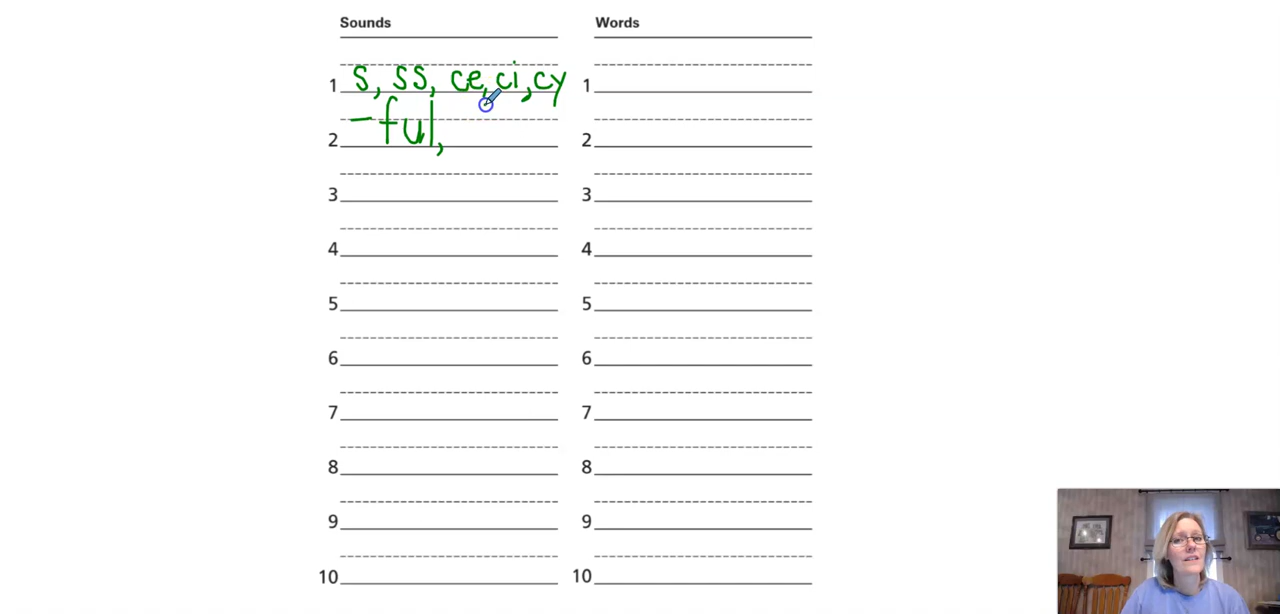 Sounds Words
1 s, ss, ce, ci, cy 1
2 -ful, 2
3 3
4 4
5 5
6 6
7 7
8 8
9 9
10 10